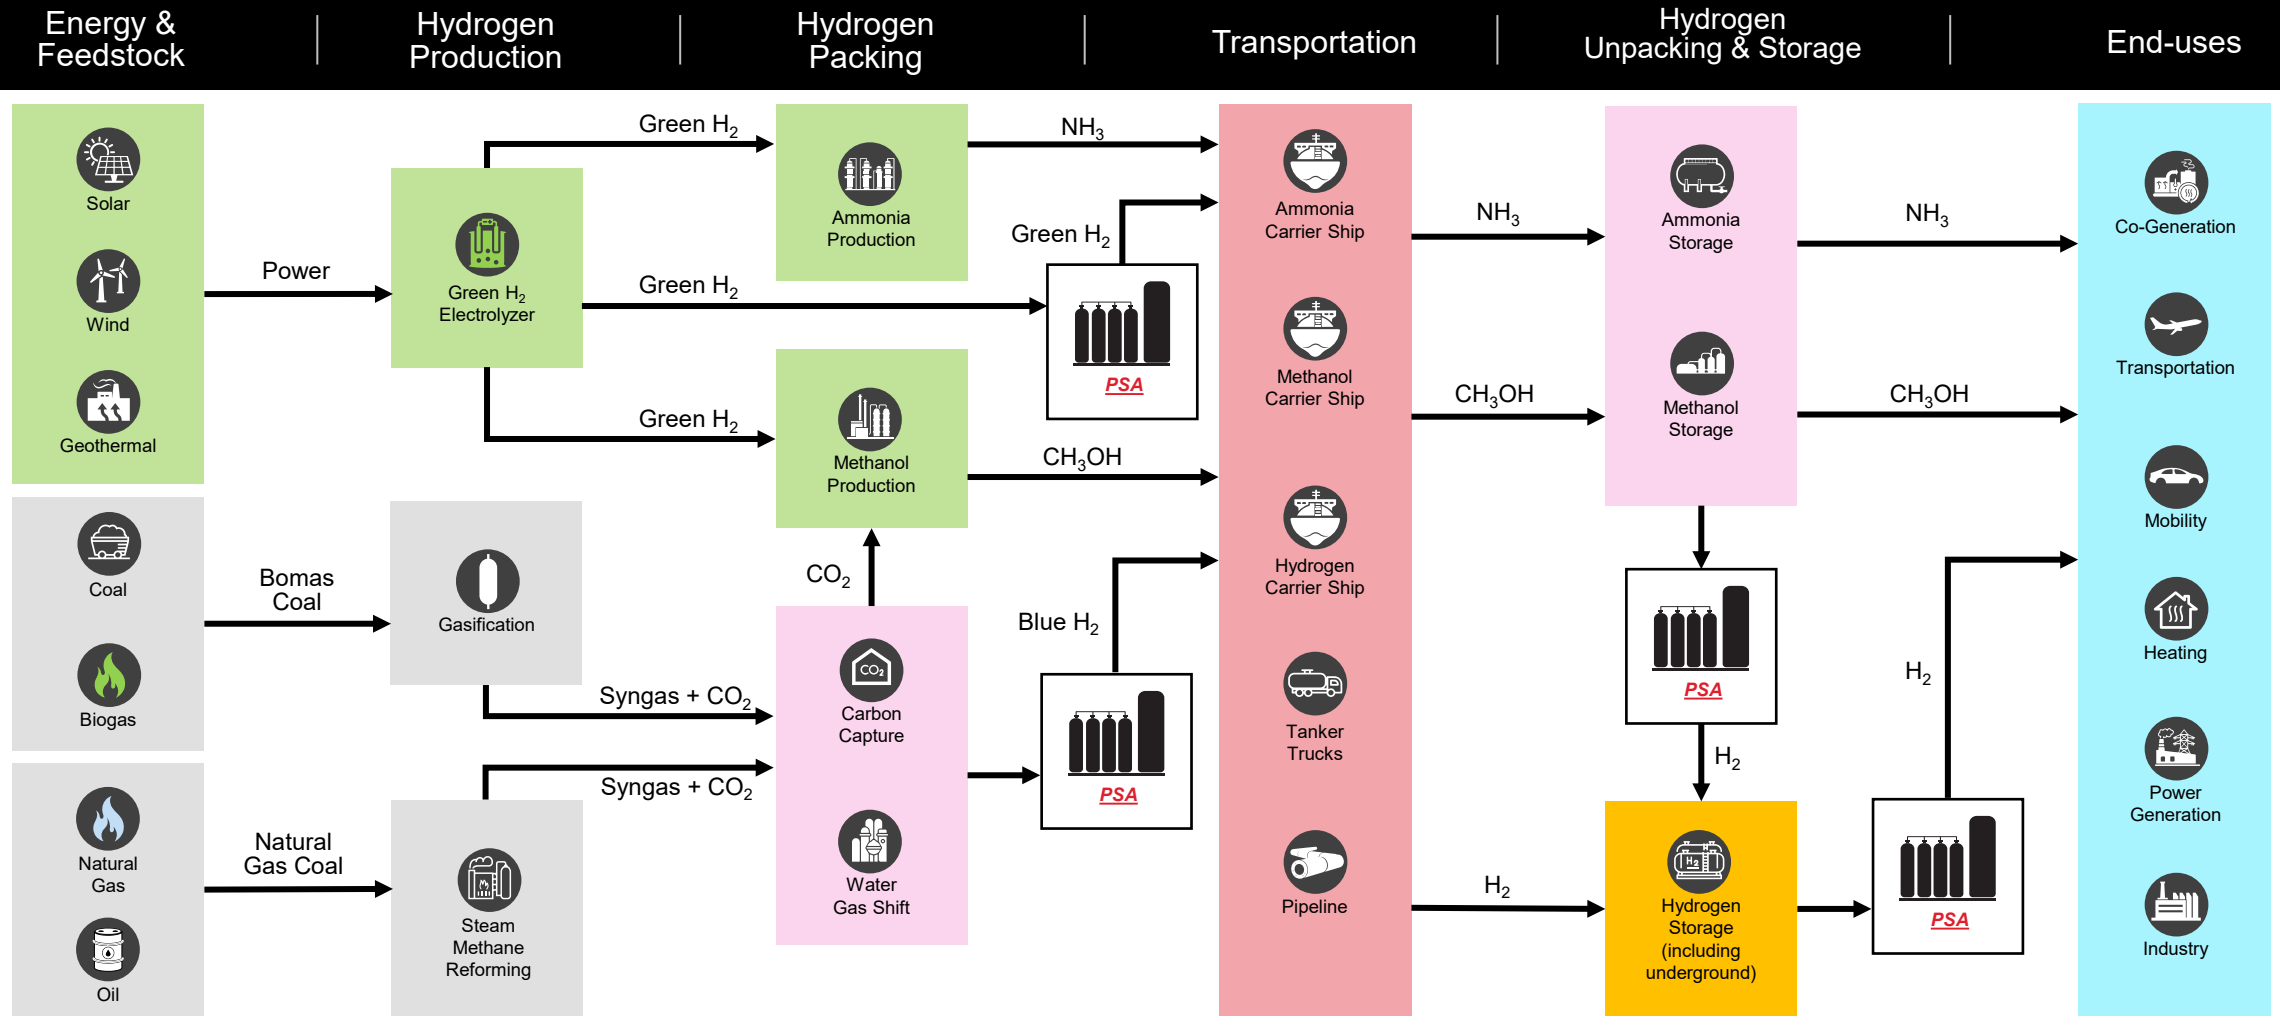 Energy &
Feedstock
Hydrogen
Production
Hydrogen
Packing
Transportation
Hydrogen
Unpacking & Storage
End-uses
Solar
Wind
Geothermal
Coal
Biogas
Natural
Gas
Oil
Power
Bomas
Coal
Natural
Gas Coal
Green H₂
Electrolyzer
Gasification
Steam
Methane
Reforming
Green H₂
Green H₂
Green H₂
Syngas + CO₂
Syngas + CO₂
Ammonia
Production
Methanol
Production
CO₂
CO₂
Carbon
Capture
Water
Gas Shift
NH₃
Green H₂
PSA
CH₃OH
Blue H₂
PSA
Ammonia
Carrier Ship
Methanol
Carrier Ship
Hydrogen
Carrier Ship
Tanker
Trucks
Pipeline
NH₃
CH₃OH
H₂
Ammonia
Storage
Methanol
Storage
PSA
H₂
H₂
Hydrogen
Storage
(including
underground)
NH₃
CH₃OH
H₂
PSA
Co-Generation
Transportation
Mobility
Heating
Power
Generation
Industry